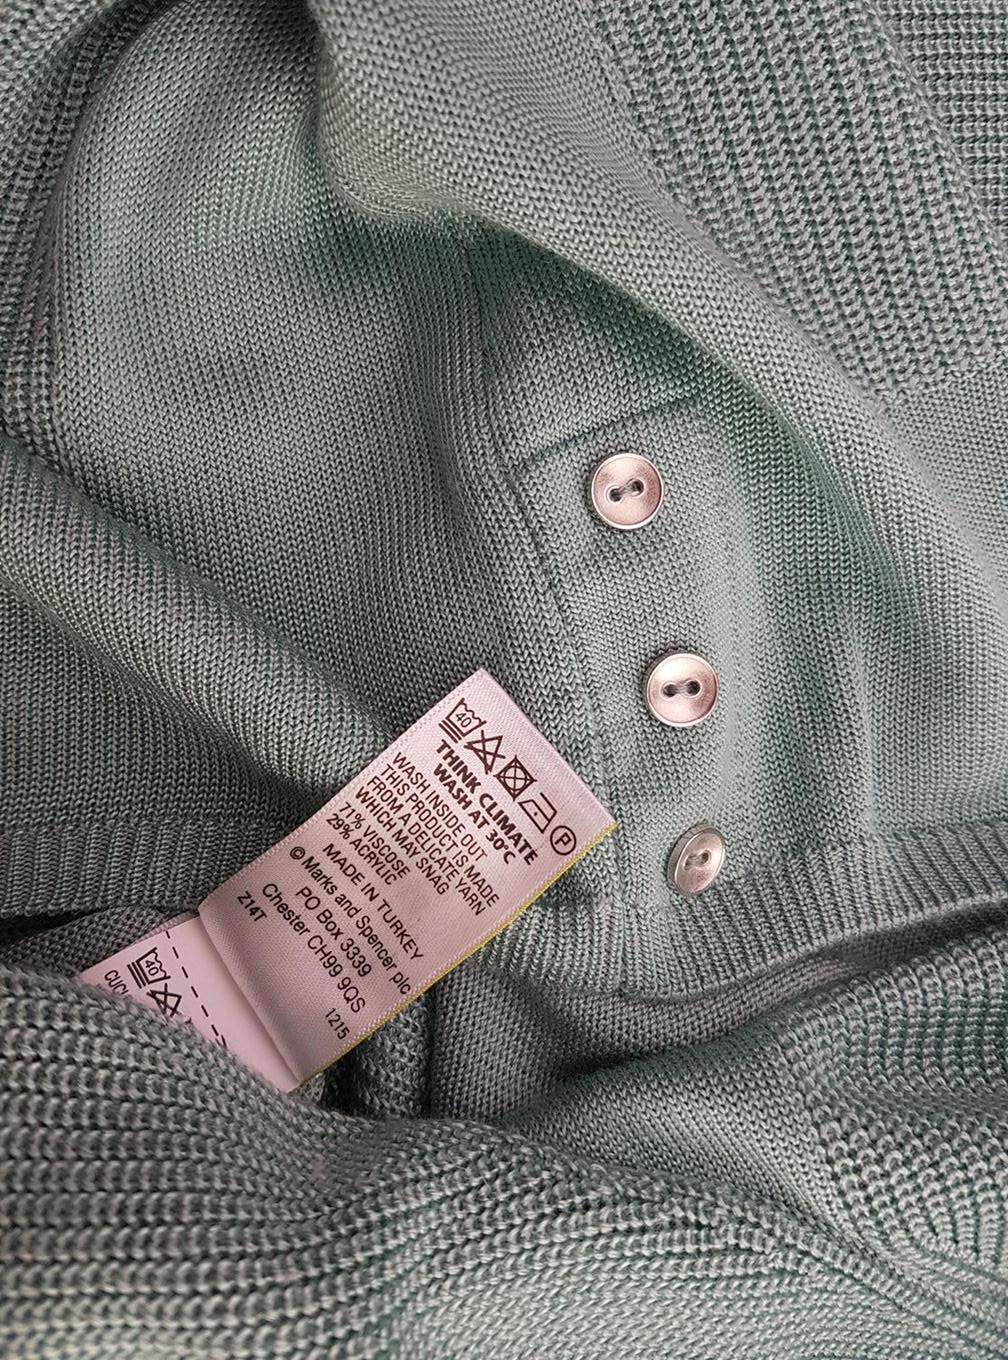 40
P
THINK CLIMATE
WASH AT 30°C
WASH INSIDE OUT
THIS PRODUCT IS MADE
FROM A DELICATE YARN
WHICH MAY SNAG
71% VISCOSE
29% ACRYLIC
MADE IN TURKEY
© Marks and Spencer plc
PO Box 3339
Chester CH99 9QS
Z14T 1215
40